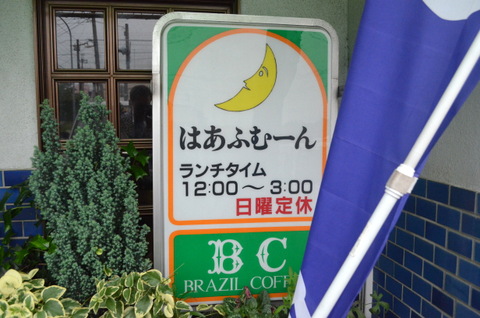 はあふむーん
ランチタイム
12:00〜3:00
日曜定休
BC
BRAZIL